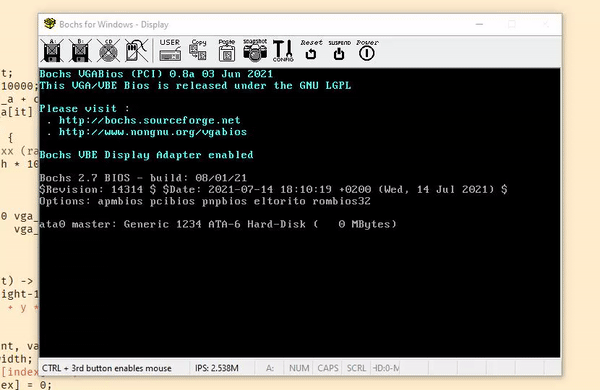 Bochs for Windows - Display
A:
B:
CD
USER
Copy
Paste
snapshot
CONFIG
Reset
SUSPEND
Power
Bochs VGABios (PCI) 0.8a 03 Jun 2021
This VGA/VBE Bios is released under the GNU LGPL
Please visit :
. http://bochs.sourceforge.net
. http://www.nongnu.org/vgabios
Bochs VBE Display Adapter enabled
Bochs 2.7 BIOS - build: 08/01/21
$Revision: 14314 $ $Date: 2021-07-14 18:10:19 +0200 (Wed, 14 Jul 2021) $
Options: apmbios pcibios pnpbios eltorito rombios32
ata0 master: Generic 1234 ATA-6 Hard-Disk (   0 MBytes)
CTRL + 3rd button enables mouse
IPS: 2.538M
A:
NUM
CAPS
SCRL
HD:0-M
t;
10000;
_a + c
a[it]
{
xx (ra
h * 10
0 vga_
vga_
t) ->
ight-1
+ y *
nt, va
width;
[index
ex] = 0;